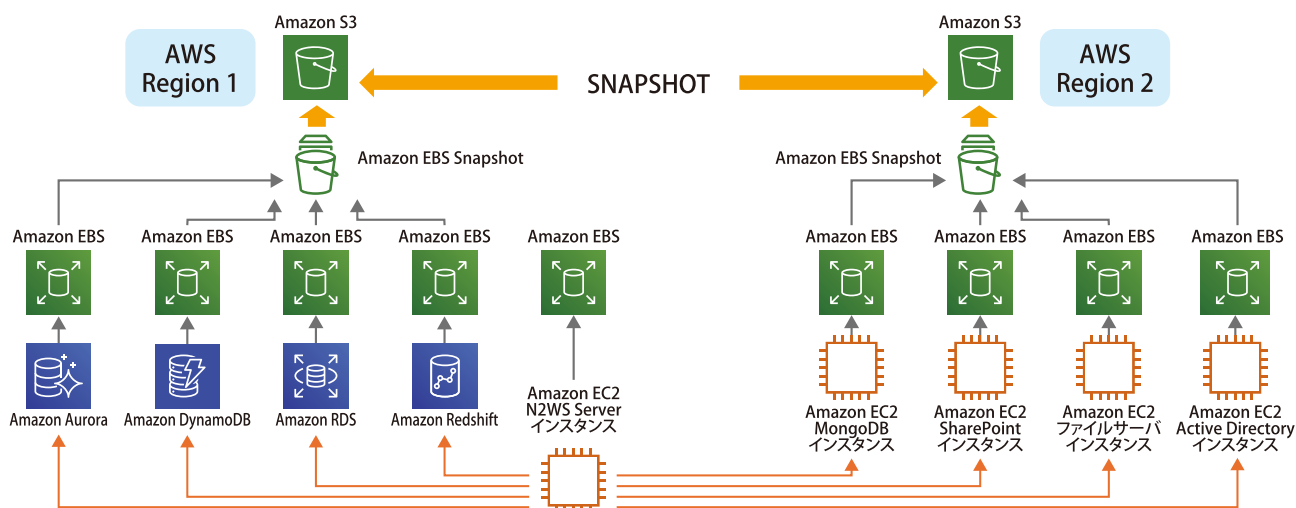 Amazon S3
Amazon S3
AWS
Region 1
SNAPSHOT
AWS
Region 2
Amazon EBS Snapshot
Amazon EBS Snapshot
Amazon EBS
Amazon EBS
Amazon EBS
Amazon EBS
Amazon EBS
Amazon EBS
Amazon EBS
Amazon EBS
Amazon EBS
Amazon Aurora
Amazon DynamoDB
Amazon RDS
Amazon Redshift
Amazon EC2
N2WS Server
インスタンス
Amazon EC2
MongoDB
インスタンス
Amazon EC2
SharePoint
インスタンス
Amazon EC2
ファイルサーバ
インスタンス
Amazon EC2
Active Directory
インスタンス